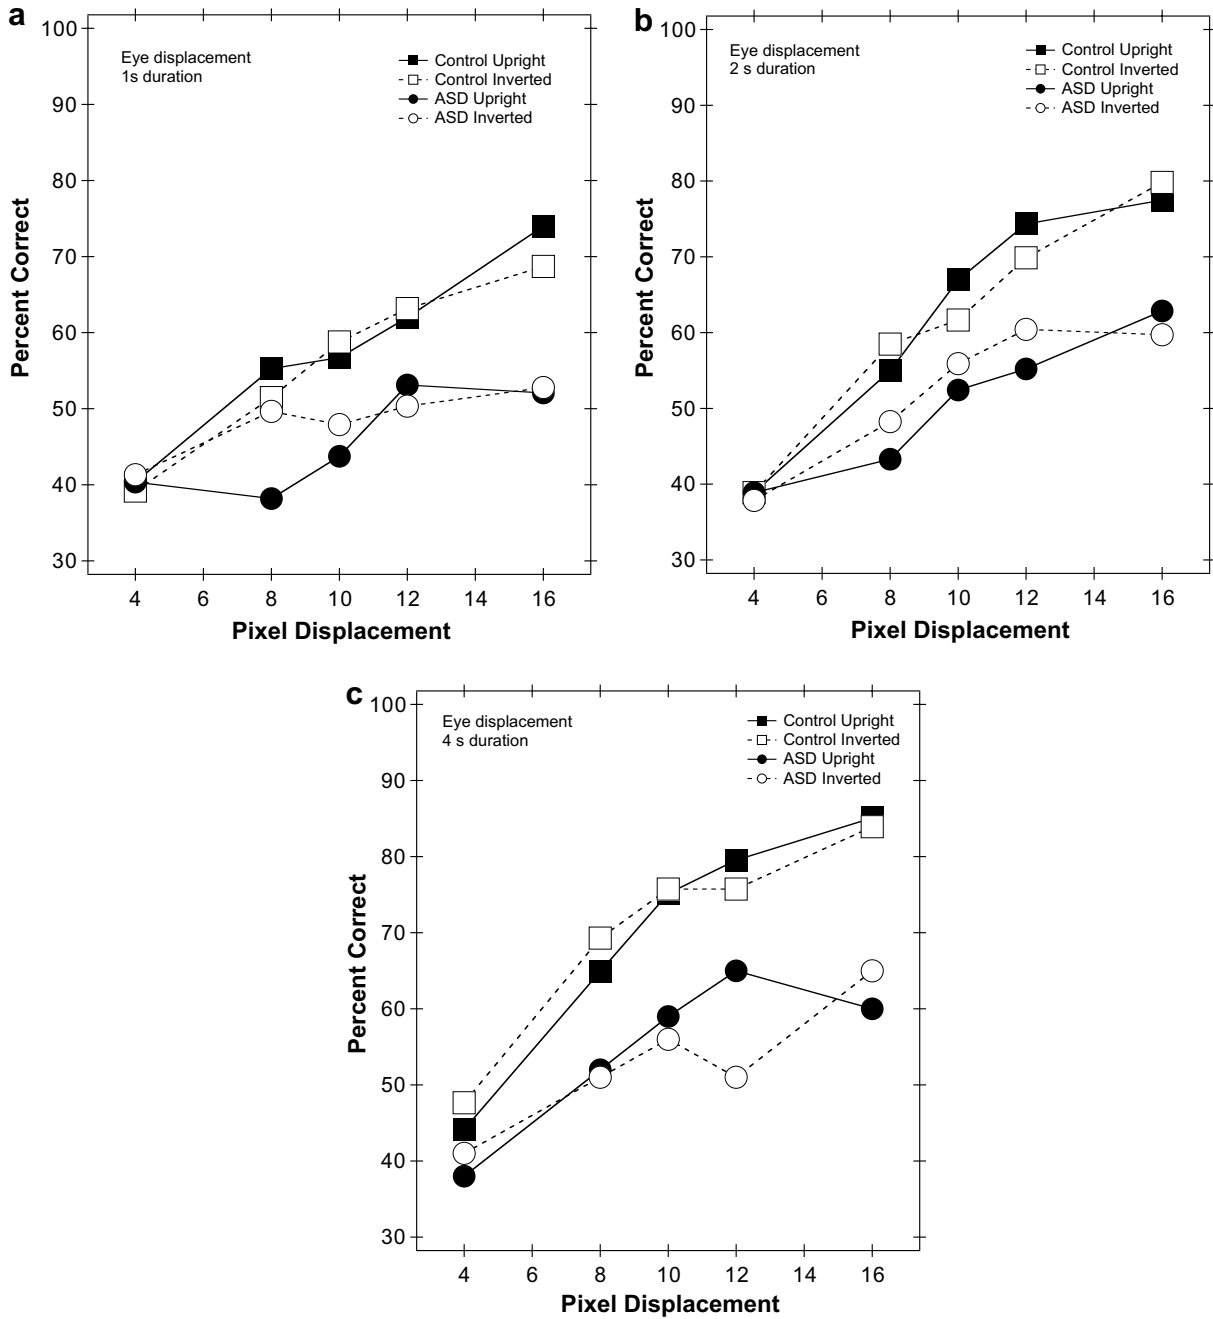 a
Eye displacement
1s duration
Control Upright
Control Inverted
ASD Upright
ASD Inverted
100
90
80
70
60
50
40
30
Percent Correct
4 6 8 10 12 14 16
Pixel Displacement
b
Eye displacement
2 s duration
Control Upright
Control Inverted
ASD Upright
ASD Inverted
100
90
80
70
60
50
40
30
Percent Correct
4 6 8 10 12 14 16
Pixel Displacement
c
Eye displacement
4 s duration
Control Upright
Control Inverted
ASD Upright
ASD Inverted
100
90
80
70
60
50
40
30
Percent Correct
4 6 8 10 12 14 16
Pixel Displacement